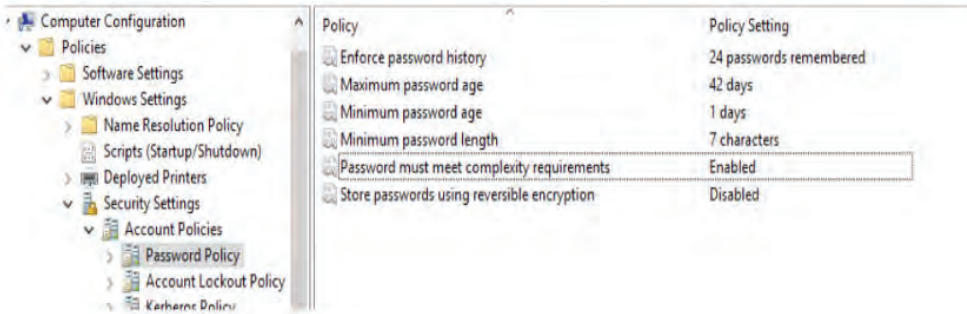 Computer Configuration
Policies
Software Settings
Windows Settings
Name Resolution Policy
Scripts (Startup/Shutdown)
Deployed Printers
Security Settings
Account Policies
Password Policy
Account Lockout Policy
Kerberos Policy
Policy Policy Setting
Enforce password history 24 passwords remembered
Maximum password age 42 days
Minimum password age 1 days
Minimum password length 7 characters
Password must meet complexity requirements Enabled
Store passwords using reversible encryption Disabled